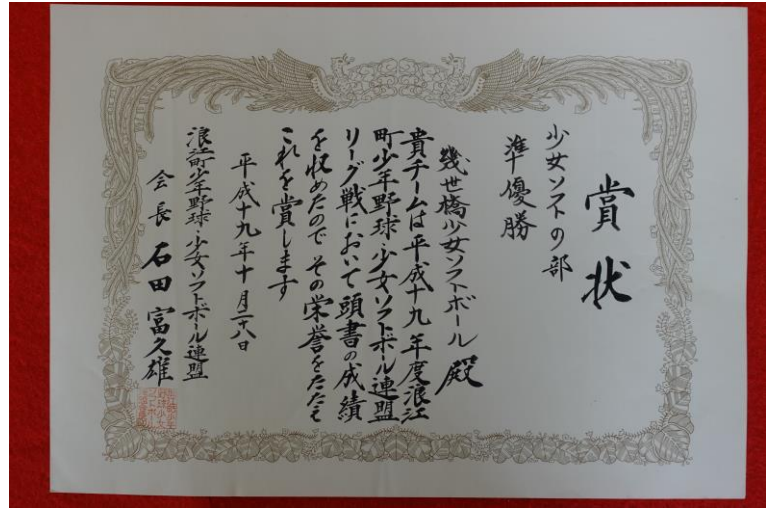 賞状
少女ソフトの部
準優勝
幾世橋少女ソフトボール 殿
貴チームは平成十九年度浪江
町少年野球・少女ソフトボール連盟
リーグ戦において頭書の成績
を収めたので その栄誉をたたえ
これを賞します
平成十九年十月二十八日
浪江町少年野球・少女ソフトボール連盟
会長 石田富久雄